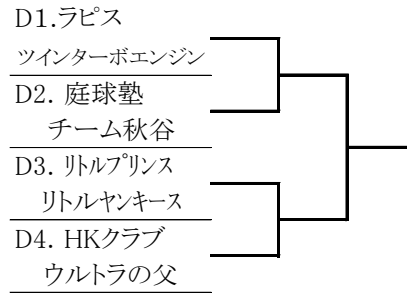 D1.ラピス
ツインターボエンジン
D2. 庭球塾
チーム秋谷
D3. リトルプリンス
リトルヤンキース
D4. HKクラブ
ウルトラの父